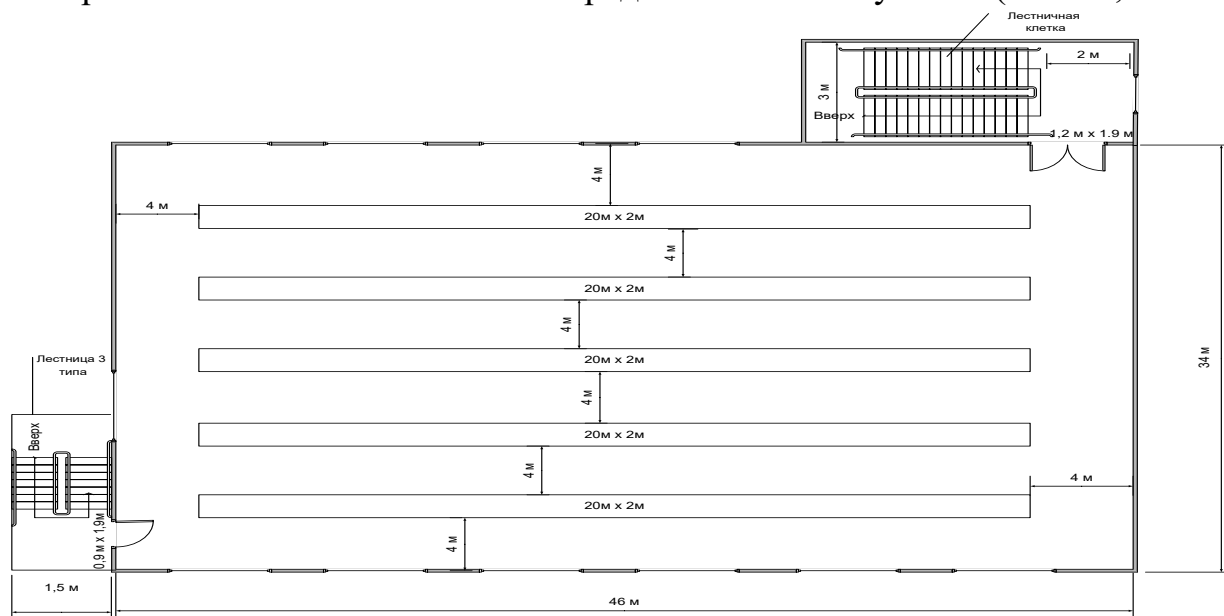 Лестничная
клетка
2 м
3 м
Вверх
1,2 м х 1.9 м
4 м
4 м
20м х 2м
4 м
20м х 2м
4 м
34 м
Лестница 3
типа
20м х 2м
4 м
Вверх
20м х 2м
4 м
4 м
20м х 2м
0,9 м х 1,9м
4 м
1,5 м
46 м